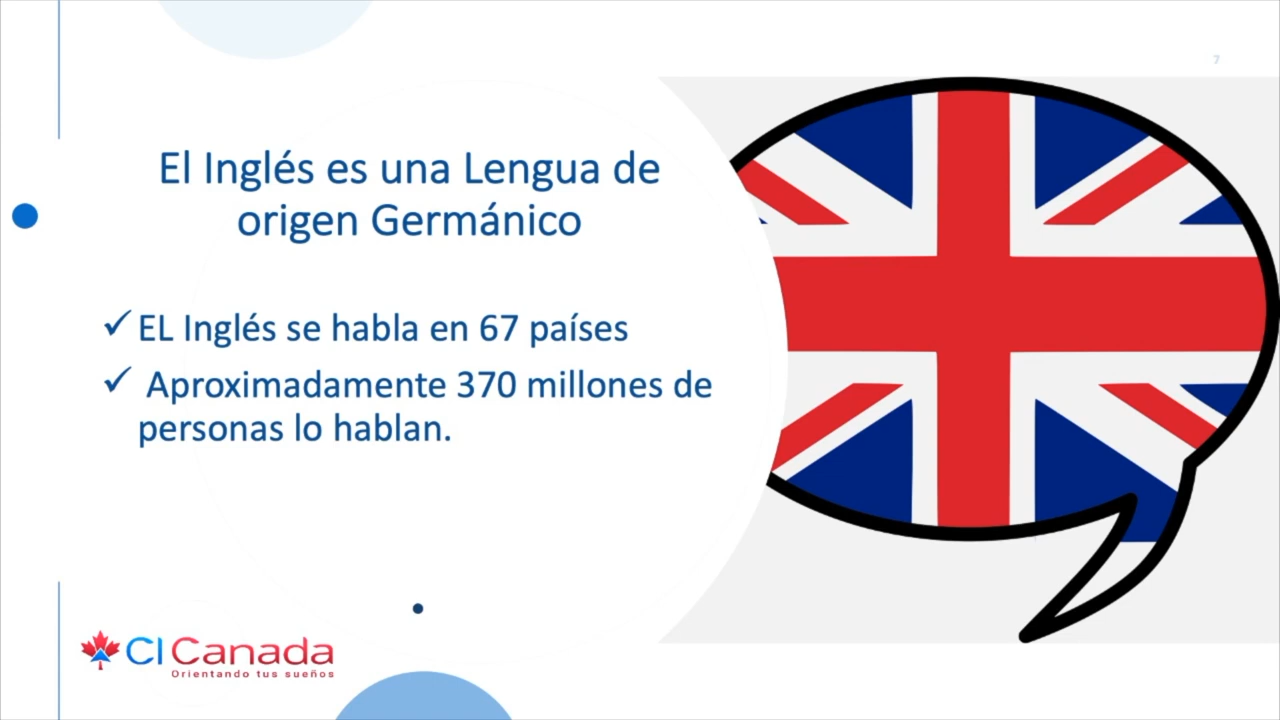 7
El Inglés es una Lengua de
origen Germánico
✓ EL Inglés se habla en 67 países
✓ Aproximadamente 370 millones de
personas lo hablan.
CI Canada
Orientando tus sueños